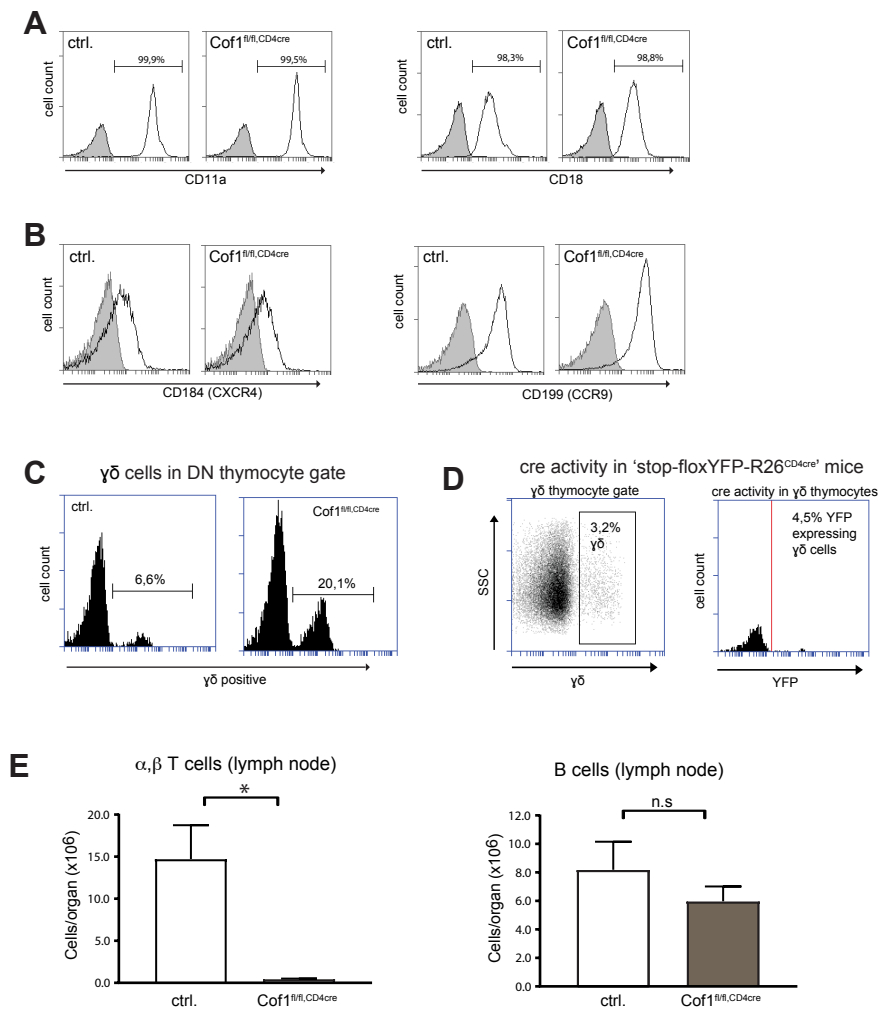 A
ctrl.
99,9%
Cof1fl/fl,CD4cre
99,5%
cell count
CD11a
ctrl.
98,3%
Cof1fl/fl,CD4cre
98,8%
cell count
CD18
B
ctrl.
Cof1fl/fl,CD4cre
cell count
CD184 (CXCR4)
ctrl.
Cof1fl/fl,CD4cre
cell count
CD199 (CCR9)
C
γδ cells in DN thymocyte gate
ctrl.
6,6%
Cof1fl/fl,CD4cre
20,1%
cell count
γδ positive
D
cre activity in ‘stop-floxYFP-R26CD4cre’ mice
γδ thymocyte gate
3,2%
γδ
SSC
γδ
cre activity in γδ thymocytes
4,5% YFP
expressing
γδ cells
cell count
YFP
E
α,β T cells (lymph node)
*
20.0
15.0
10.0
5.0
0.0
Cells/organ (x106)
ctrl.
Cof1fl/fl,CD4cre
B cells (lymph node)
n.s
12.0
10.0
8.0
6.0
4.0
2.0
0.0
Cells/organ (x106)
ctrl.
Cof1fl/fl,CD4cre